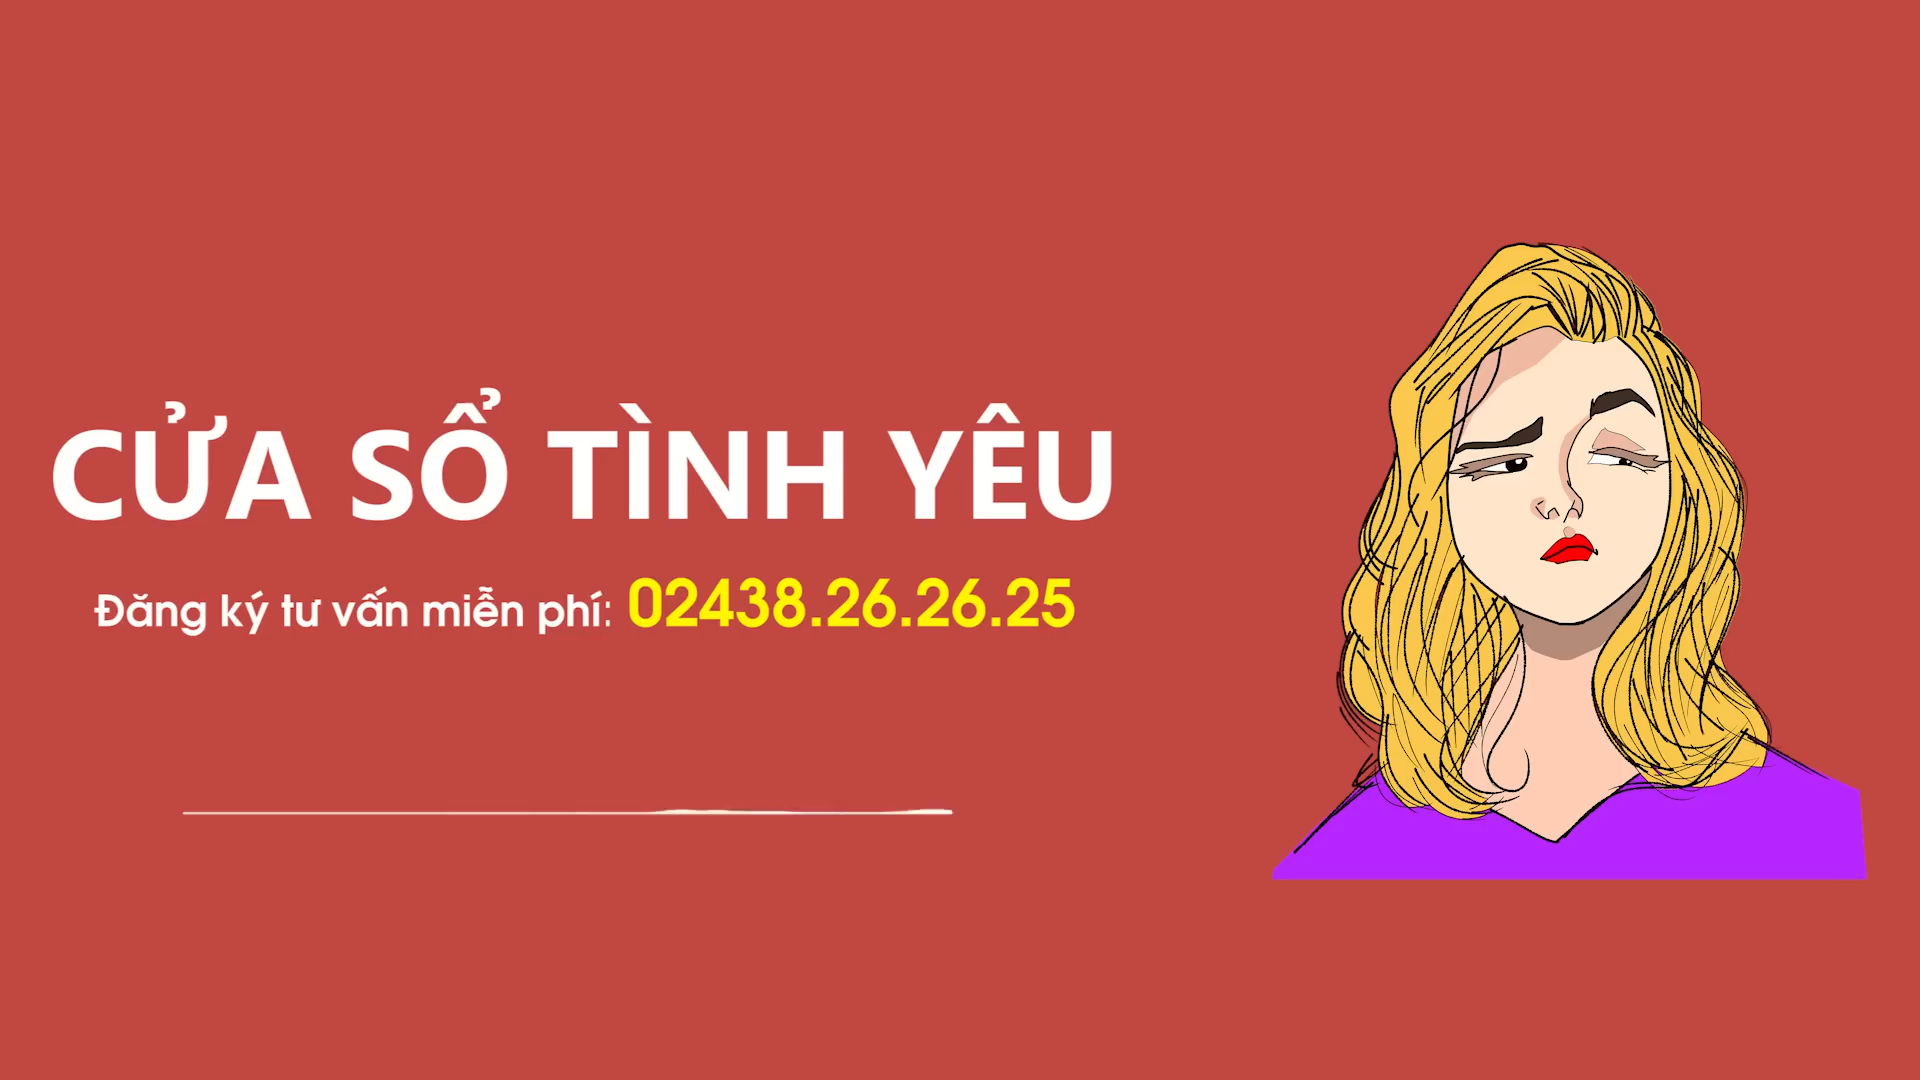 CỬA SỔ TÌNH YÊU
Đăng ký tư vấn miễn phí: 02438.26.26.25